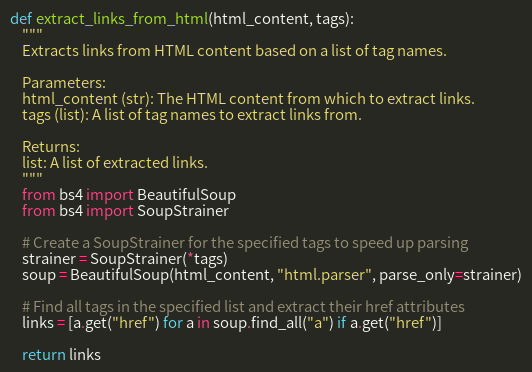 def extract_links_from_html(html_content, tags):
    """
    Extracts links from HTML content based on a list of tag names.

    Parameters:
    html_content (str): The HTML content from which to extract links.
    tags (list): A list of tag names to extract links from.

    Returns:
    list: A list of extracted links.
    """
    from bs4 import BeautifulSoup
    from bs4 import SoupStrainer

    # Create a SoupStrainer for the specified tags to speed up parsing
    strainer = SoupStrainer(*tags)
    soup = BeautifulSoup(html_content, "html.parser", parse_only=strainer)

    # Find all tags in the specified list and extract their href attributes
    links = [a.get("href") for a in soup.find_all("a") if a.get("href")]

    return links